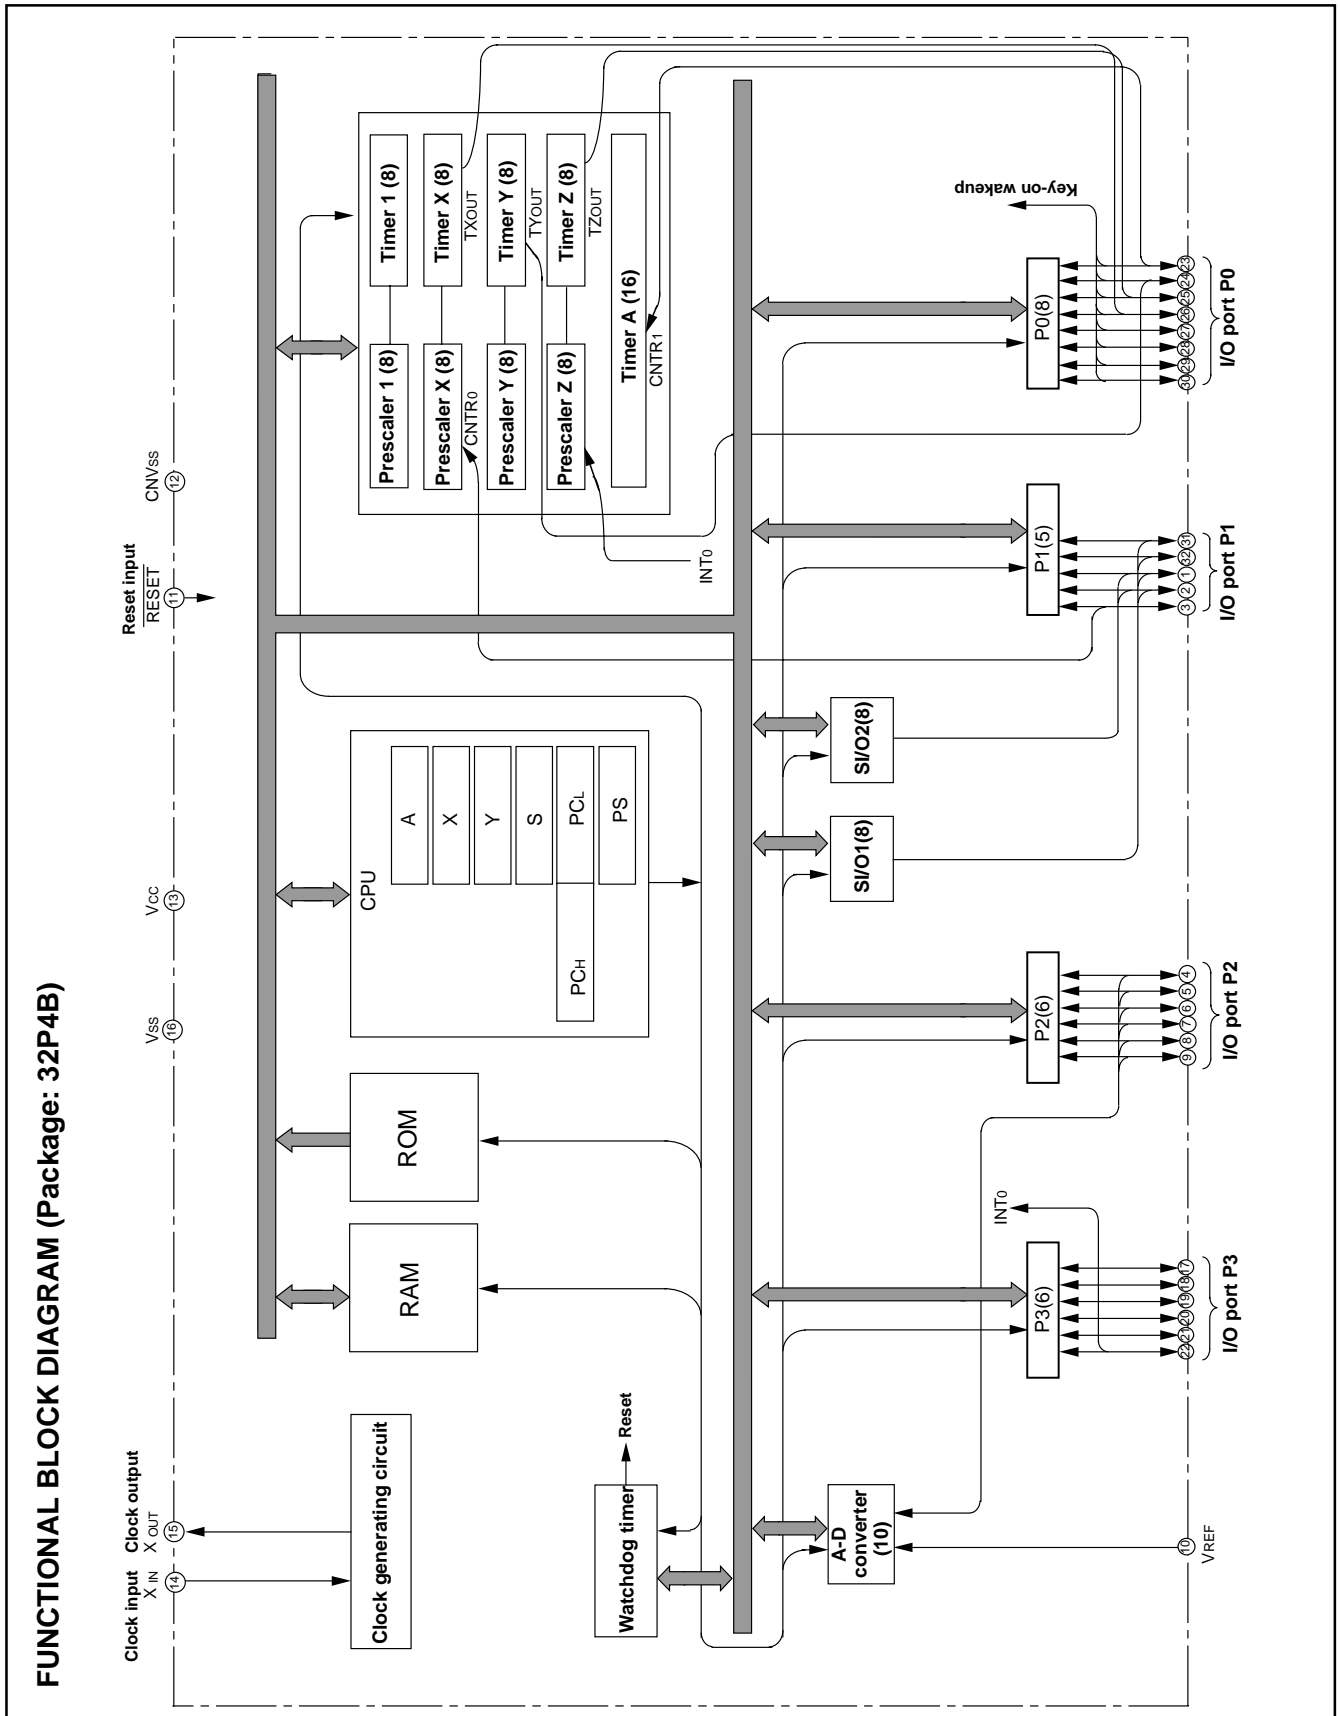 FUNCTIONAL BLOCK DIAGRAM (Package: 32P4B)
Clock input
XIN
14
Clock output
XOUT
15
VSS
16
VCC
13
Reset input
RESET
11
CNVSS
12
Clock generating circuit
RAM
ROM
CPU
A
X
Y
S
PCH
PCL
PS
Prescaler 1 (8)
Timer 1 (8)
Prescaler X (8)
Timer X (8)
CNTR0
TXOUT
Prescaler Y (8)
Timer Y (8)
TYOUT
Prescaler Z (8)
Timer Z (8)
TZOUT
Timer A (16)
CNTR1
INT0
Watchdog timer
Reset
A-D
converter
(10)
SI/O1(8)
SI/O2(8)
INT0
Key-on wakeup
P3(6)
P2(6)
P1(5)
P0(8)
10
VREF
22 21 20 19 18 17
I/O port P3
9 8 7 6 5 4
I/O port P2
3 2 1 32 31
I/O port P1
30 29 28 27 26 25 24 23
I/O port P0